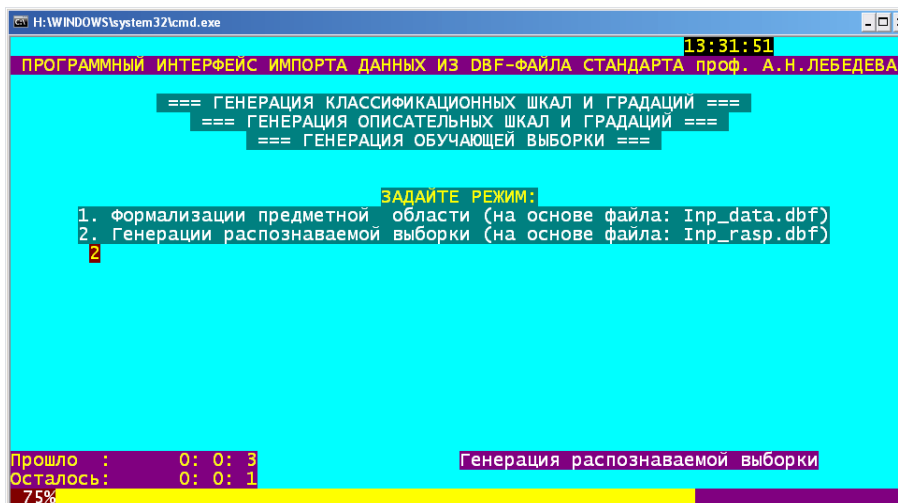 H:\WINDOWS\system32\cmd.exe
13:31:51
ПРОГРАММНЫЙ ИНТЕРФЕЙС ИМПОРТА ДАННЫХ ИЗ DBF-ФАЙЛА СТАНДАРТА проф. А.Н.ЛЕБЕДЕВА
=== ГЕНЕРАЦИЯ КЛАССИФИКАЦИОННЫХ ШКАЛ И ГРАДАЦИЙ ===
=== ГЕНЕРАЦИЯ ОПИСАТЕЛЬНЫХ ШКАЛ И ГРАДАЦИЙ ===
=== ГЕНЕРАЦИЯ ОБУЧАЮЩЕЙ ВЫБОРКИ ===
ЗАДАЙТЕ РЕЖИМ:
1. Формализации предметной области (на основе файла: Inp_data.dbf)
2. Генерации распознаваемой выборки (на основе файла: Inp_rasp.dbf)
2
Прошло : 0: 0: 3 Генерация распознаваемой выборки
Осталось: 0: 0: 1
75%